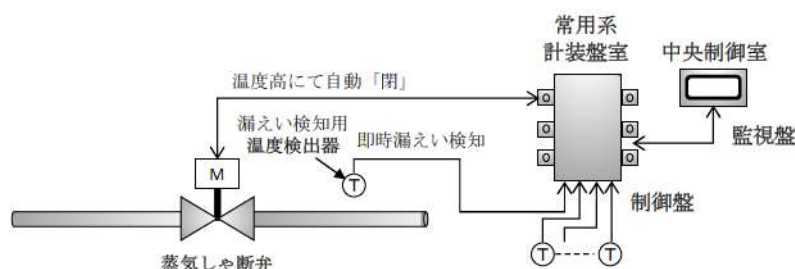 常用系
計装盤室
中央制御室
温度高にて自動「閉」
漏えい検知用
温度検出器
即時漏えい検知
監視盤
M
T
制御盤
T
T
蒸気しゃ断弁